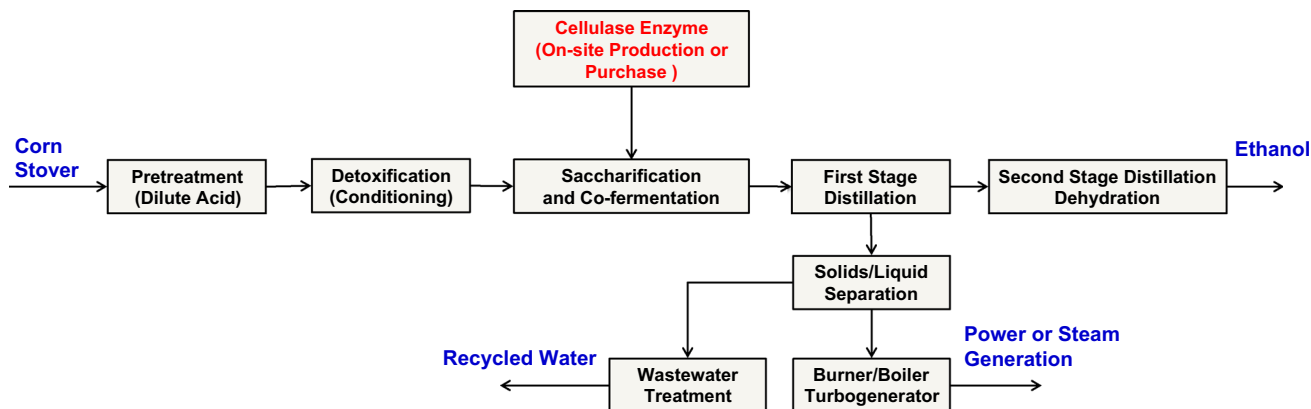 Cellulase Enzyme
(On-site Production or
Purchase )
Corn
Stover
Pretreatment
(Dilute Acid)
Detoxification
(Conditioning)
Saccharification
and Co-fermentation
First Stage
Distillation
Second Stage Distillation
Dehydration
Ethanol
Solids/Liquid
Separation
Recycled Water
Wastewater
Treatment
Burner/Boiler
Turbogenerator
Power or Steam
Generation